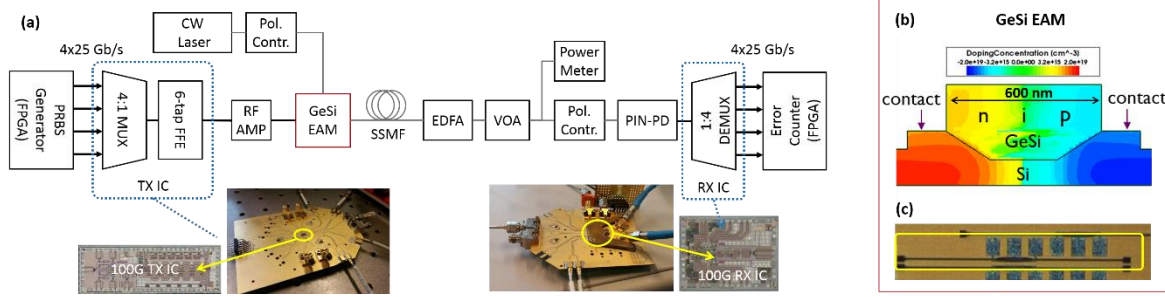 (a)
4x25 Gb/s
PRBS
Generator
(FPGA)
4:1 MUX
6-tap FFE
TX IC
CW
Laser
Pol.
Contr.
RF
AMP
GeSi
EAM
SSMF
EDFA
VOA
Power
Meter
Pol.
Contr.
PIN-PD
4x25 Gb/s
1:4
DEMUX
RX IC
Error
Counter
(FPGA)
100G TX IC
100G RX IC
(b)
GeSi EAM
DopingConcentration (cm^-3)
-2.0e+19 -3.2e+15 0.0e+00 3.2e+15 2.0e+19
contact
600 nm
contact
n i p
GeSi
Si
(c)